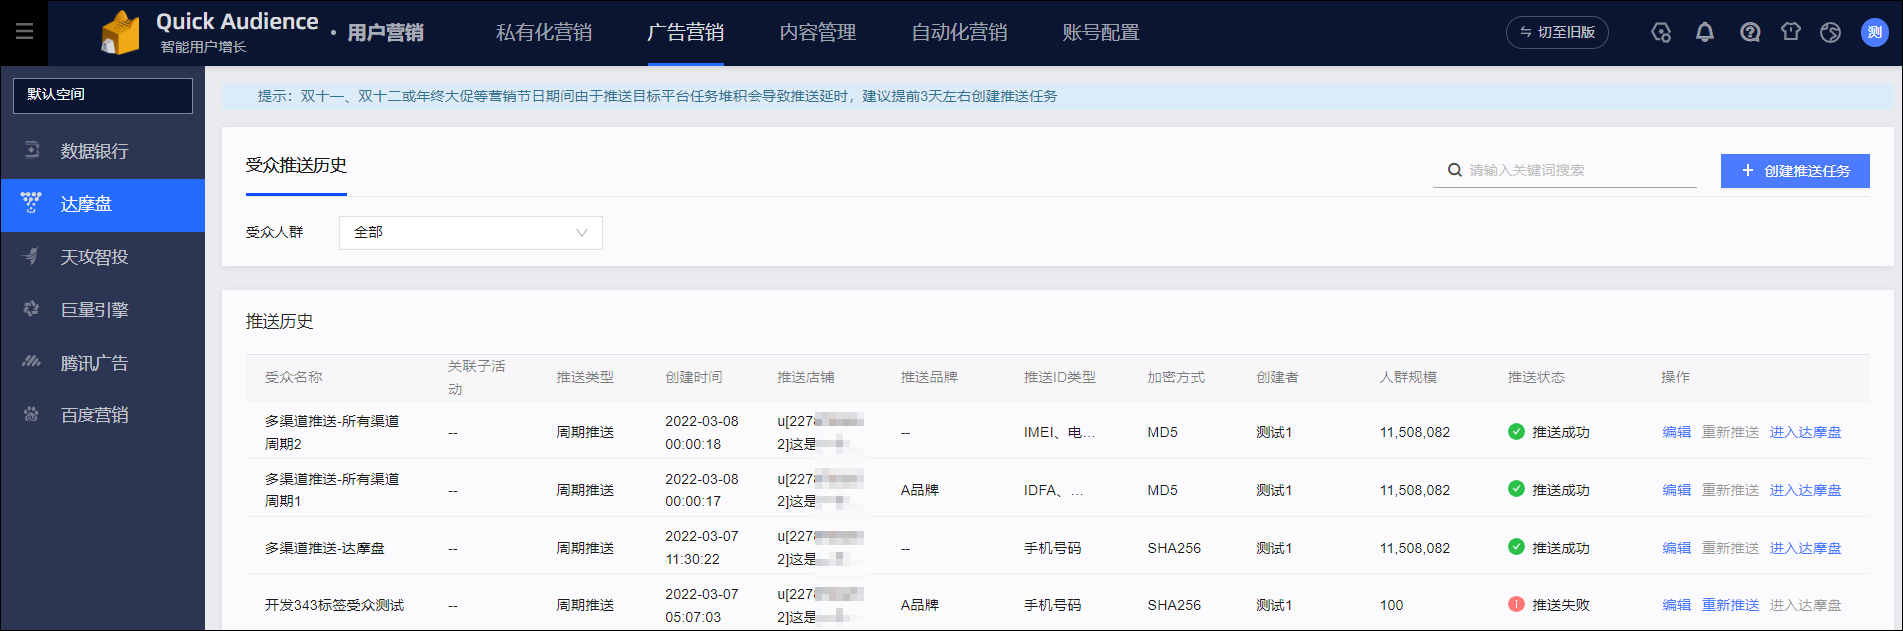 Quick Audience
智能用户增长
· 用户营销
私有化营销
广告营销
内容管理
自动化营销
账号配置
切至旧版
测
默认空间
数据银行
达摩盘
天攻智投
巨量引擎
腾讯广告
百度营销
提示：双十一、双十二或年终大促等营销节日期间由于推送目标平台任务堆积会导致推送延时，建议提前3天左右创建推送任务
受众推送历史
请输入关键词搜索
+ 创建推送任务
受众人群
全部
推送历史
受众名称 关联子活动 推送类型 创建时间 推送店铺 推送品牌 推送ID类型 加密方式 创建者 人群规模 推送状态 操作
多渠道推送-所有渠道周期2 -- 周期推送 2022-03-08 00:00:18 u[227 2]这是 -- IMEI、电... MD5 测试1 11,508,082 推送成功 编辑 重新推送 进入达摩盘
多渠道推送-所有渠道周期1 -- 周期推送 2022-03-08 00:00:17 u[227 2]这是 A品牌 IDFA、... MD5 测试1 11,508,082 推送成功 编辑 重新推送 进入达摩盘
多渠道推送-达摩盘 -- 周期推送 2022-03-07 11:30:22 u[227 2]这是 -- 手机号码 SHA256 测试1 11,508,082 推送成功 编辑 重新推送 进入达摩盘
开发343标签受众测试 -- 周期推送 2022-03-07 05:07:03 u[227 2]这是 A品牌 手机号码 SHA256 测试1 100 推送失败 编辑 重新推送 进入达摩盘